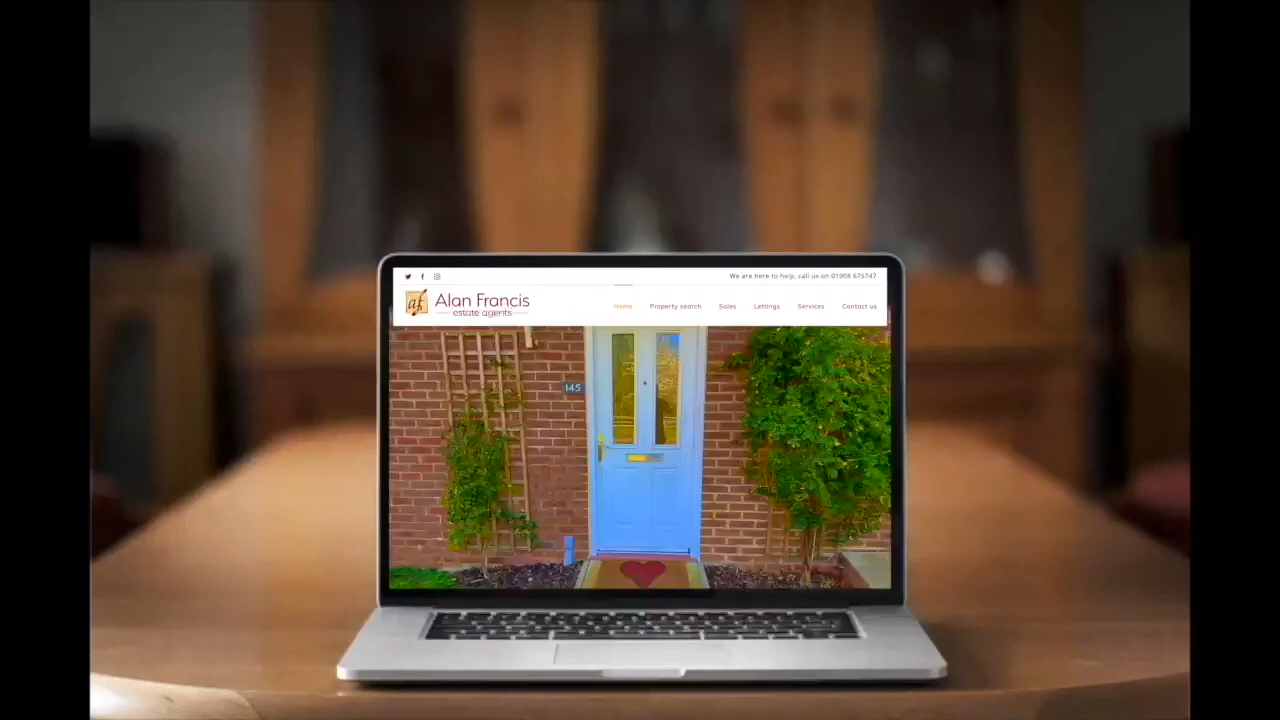 We are here to help, call us on 01908 675747
af Alan Francis
estate agents
Home Property search Sales Lettings Services Contact us
145